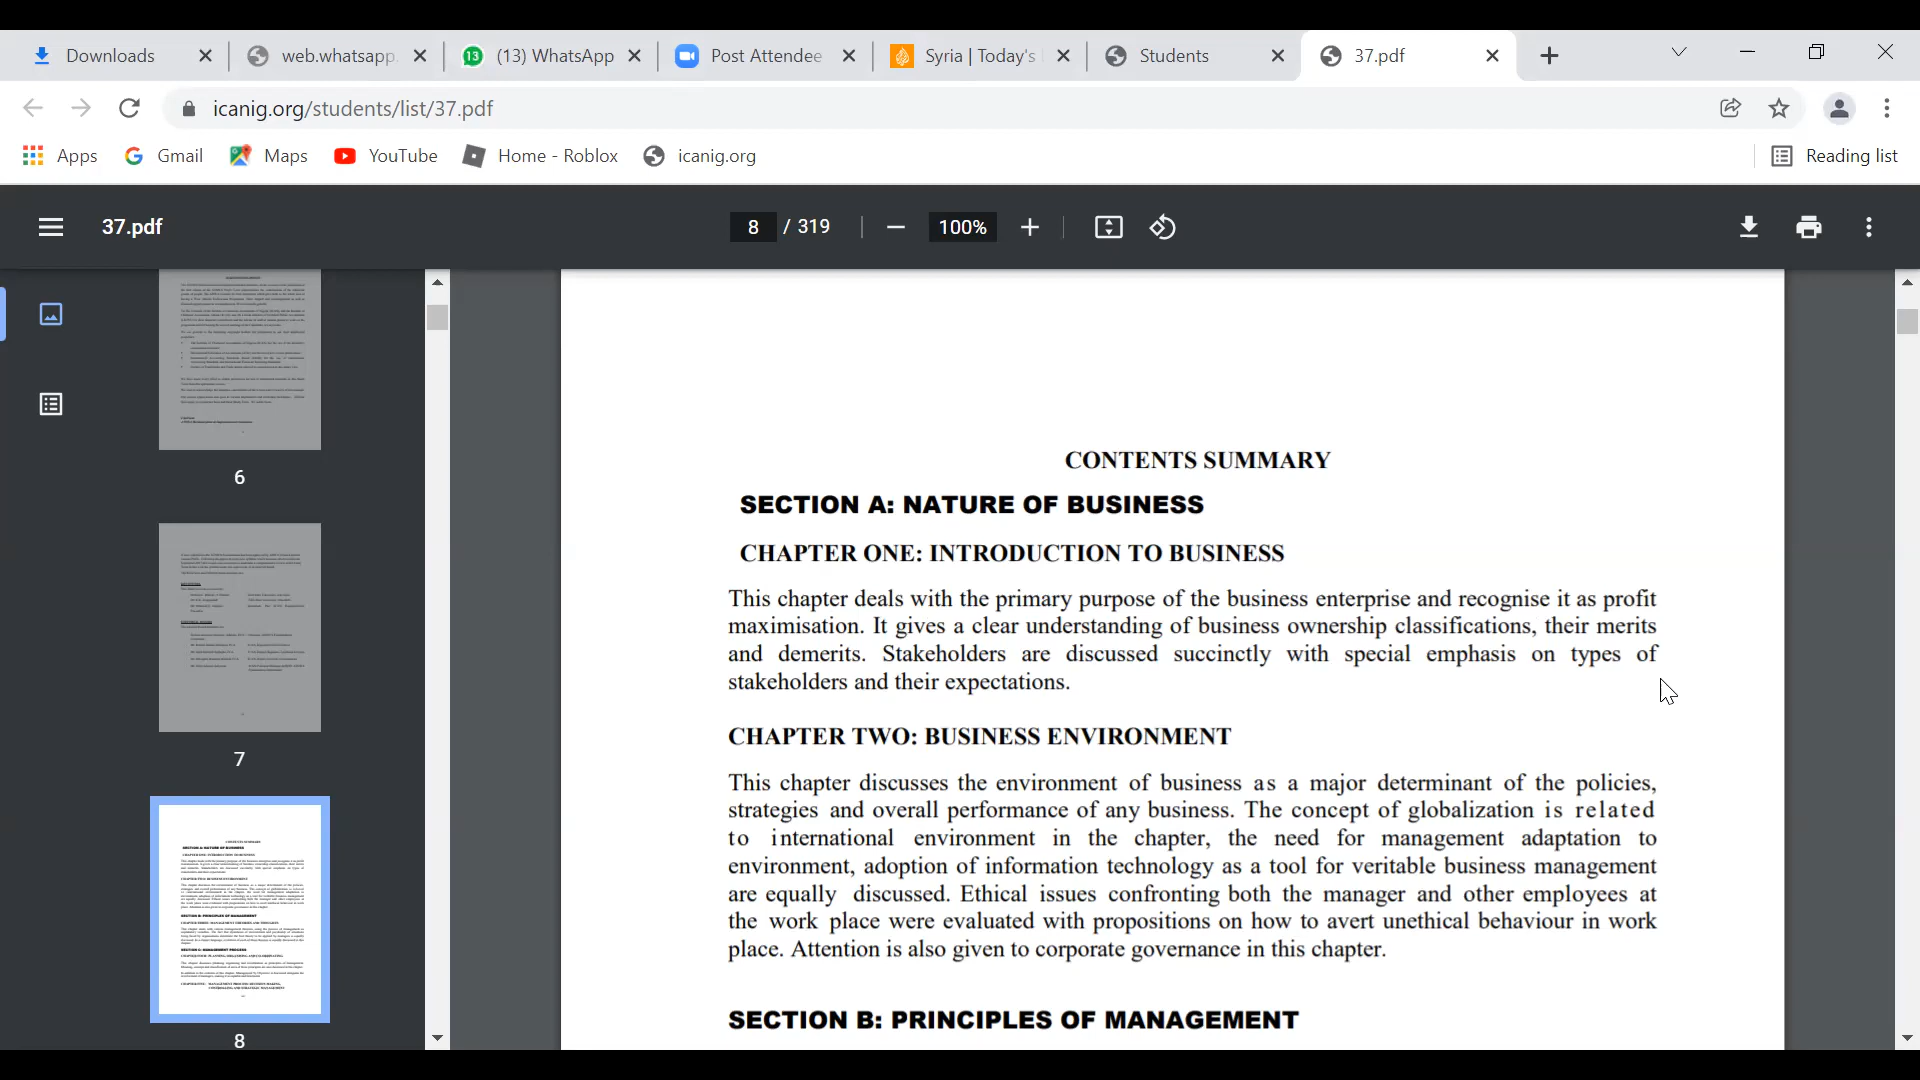 Downloads
web.whatsapp.
(13) WhatsApp
Post Attendee
Syria | Today's
Students
37.pdf
icanig.org/students/list/37.pdf
Apps
Gmail
Maps
YouTube
Home - Roblox
icanig.org
Reading list
37.pdf
8 / 319
100%
6
7
8
CONTENTS SUMMARY
SECTION A: NATURE OF BUSINESS
CHAPTER ONE: INTRODUCTION TO BUSINESS
This chapter deals with the primary purpose of the business enterprise and recognise it as profit
maximisation. It gives a clear understanding of business ownership classifications, their merits
and demerits. Stakeholders are discussed succinctly with special emphasis on types of
stakeholders and their expectations.
CHAPTER TWO: BUSINESS ENVIRONMENT
This chapter discusses the environment of business as a major determinant of the policies,
strategies and overall performance of any business. The concept of globalization is related
to international environment in the chapter, the need for management adaptation to
environment, adoption of information technology as a tool for veritable business management
are equally discussed. Ethical issues confronting both the manager and other employees at
the work place were evaluated with propositions on how to avert unethical behaviour in work
place. Attention is also given to corporate governance in this chapter.
SECTION B: PRINCIPLES OF MANAGEMENT